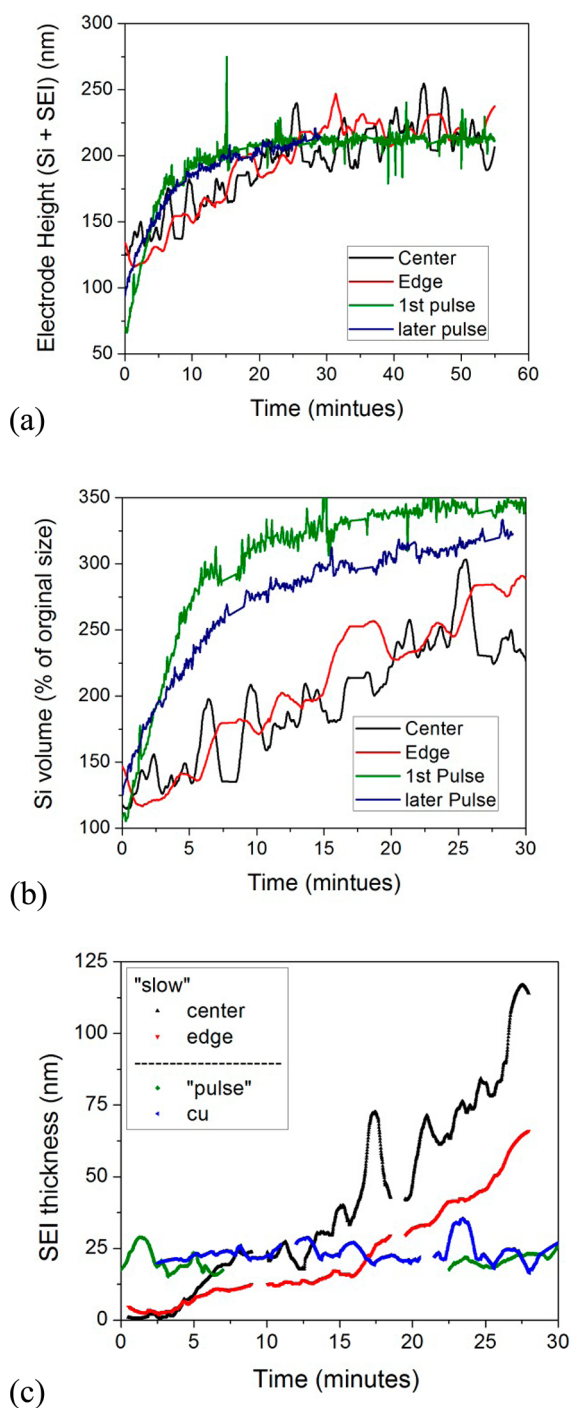 300
250
200
150
100
50
Electrode Height (Si + SEI) (nm)
Center
Edge
1st pulse
later pulse
0 10 20 30 40 50 60
Time (mintues)
(a)
350
300
250
200
150
100
Si volume (% of orginal size)
Center
Edge
1st Pulse
later Pulse
0 5 10 15 20 25 30
Time (mintues)
(b)
125
100
75
50
25
0
SEI thickness (nm)
"slow"
center
edge
"pulse"
cu
0 5 10 15 20 25 30
Time (minutes)
(c)